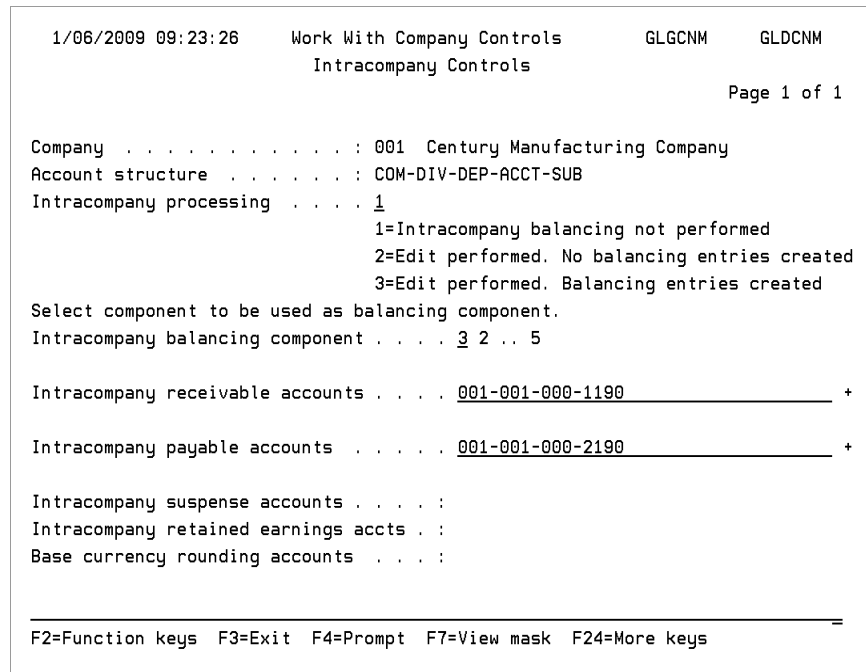 1/06/2009 09:23:26 Work With Company Controls GLGCNM GLDCNM
Intracompany Controls
Page 1 of 1
Company . . . . . . . . . . . : 001 Century Manufacturing Company
Account structure . . . . . . : COM-DIV-DEP-ACCT-SUB
Intracompany processing . . . . 1
1=Intracompany balancing not performed
2=Edit performed. No balancing entries created
3=Edit performed. Balancing entries created
Select component to be used as balancing component.
Intracompany balancing component . . . . 3 2 .. 5
Intracompany receivable accounts . . . . 001-001-000-1190 +
Intracompany payable accounts . . . . . 001-001-000-2190 +
Intracompany suspense accounts . . . . :
Intracompany retained earnings accts . :
Base currency rounding accounts . . . :
F2=Function keys F3=Exit F4=Prompt F7=View mask F24=More keys